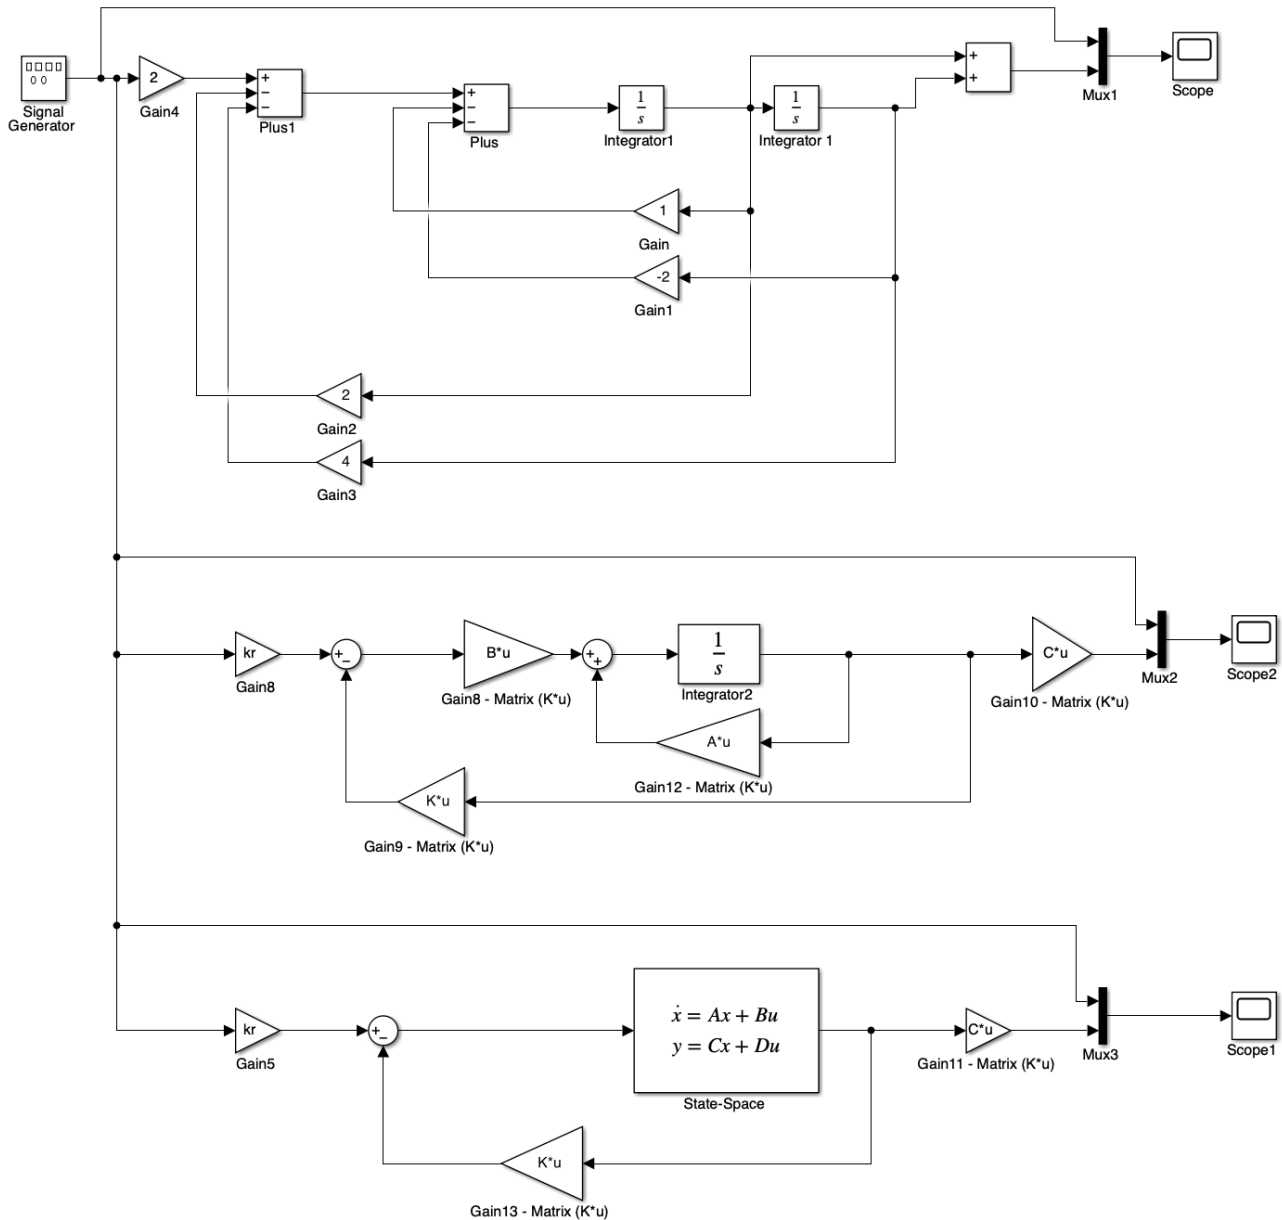 Signal
Generator
2
Gain4
+
−
−
Plus1
+
−
−
Plus
1
s
Integrator1
1
s
Integrator 1
+
+
Mux1
Scope
1
Gain
-2
Gain1
2
Gain2
4
Gain3
kr
Gain8
+
−
B*u
Gain8 - Matrix (K*u)
+
+
1
s
Integrator2
C*u
Gain10 - Matrix (K*u)
Mux2
Scope2
A*u
Gain12 - Matrix (K*u)
K*u
Gain9 - Matrix (K*u)
kr
Gain5
+
−
ẋ = Ax + Bu
y = Cx + Du
State-Space
C*u
Gain11 - Matrix (K*u)
Mux3
Scope1
K*u
Gain13 - Matrix (K*u)